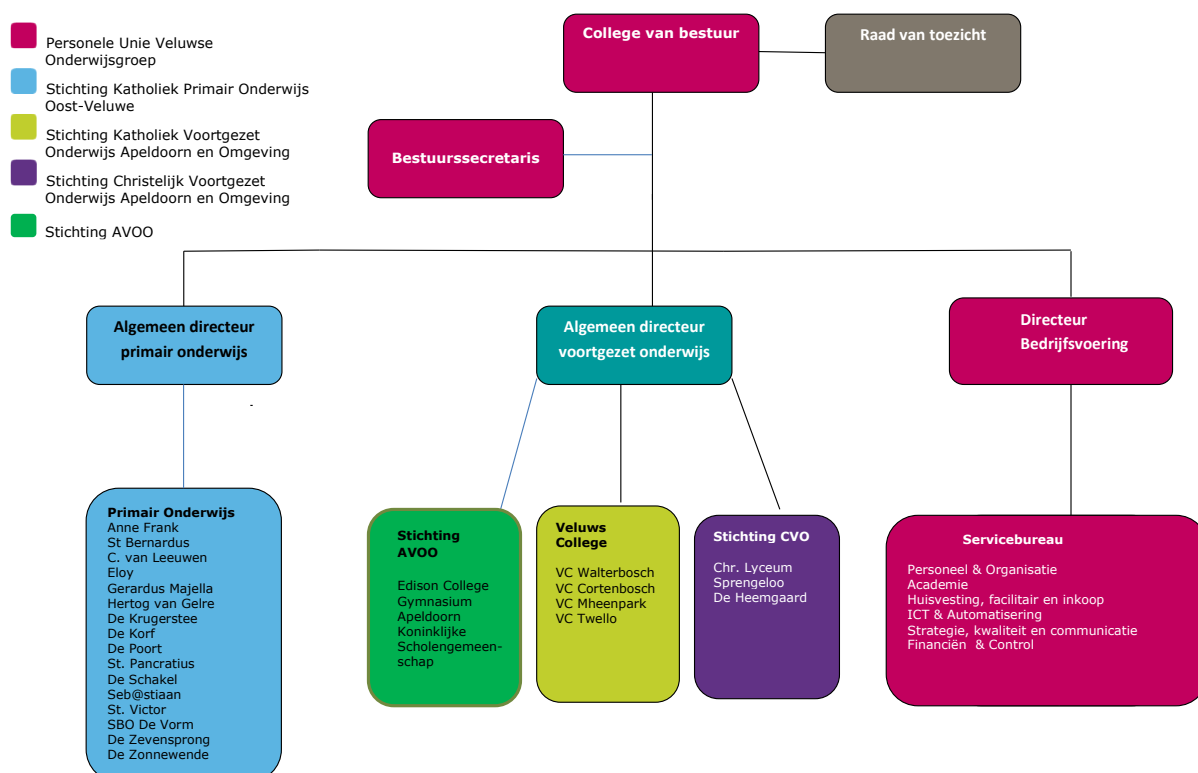 Personele Unie Veluwse
Onderwijsgroep
Stichting Katholiek Primair Onderwijs
Oost-Veluwe
Stichting Katholiek Voortgezet
Onderwijs Apeldoorn en Omgeving
Stichting Christelijk Voortgezet
Onderwijs Apeldoorn en Omgeving
Stichting AVOO
College van bestuur
Raad van toezicht
Bestuurssecretaris
Algemeen directeur
primair onderwijs
Algemeen directeur
voortgezet onderwijs
Directeur
Bedrijfsvoering
Primair Onderwijs
Anne Frank
St Bernardus
C. van Leeuwen
Eloy
Gerardus Majella
Hertog van Gelre
De Krugerstee
De Korf
De Poort
St. Pancratius
De Schakel
Seb@stiaan
St. Victor
SBO De Vorm
De Zevensprong
De Zonnewende
Stichting
AVOO
Edison College
Gymnasium
Apeldoorn
Koninklijke
Scholengemeen-
schap
Veluws
College
VC Walterbosch
VC Cortenbosch
VC Mheenpark
VC Twello
Stichting CVO
Chr. Lyceum
Sprengeloo
De Heemgaard
Servicebureau
Personeel & Organisatie
Academie
Huisvesting, facilitair en inkoop
ICT & Automatisering
Strategie, kwaliteit en communicatie
Financiën & Control